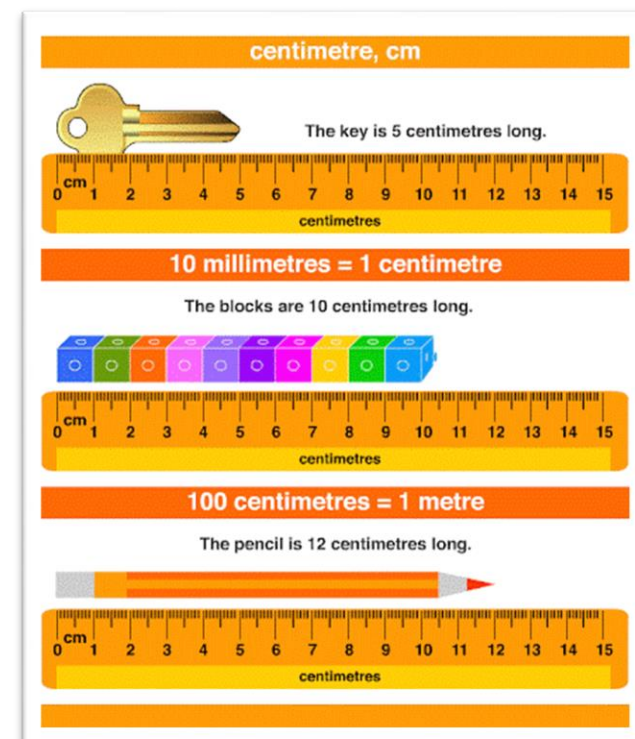 centimetre, cm
The key is 5 centimetres long.
cm
0 1 2 3 4 5 6 7 8 9 10 11 12 13 14 15
centimetres
10 millimetres = 1 centimetre
The blocks are 10 centimetres long.
cm
0 1 2 3 4 5 6 7 8 9 10 11 12 13 14 15
centimetres
100 centimetres = 1 metre
The pencil is 12 centimetres long.
cm
0 1 2 3 4 5 6 7 8 9 10 11 12 13 14 15
centimetres